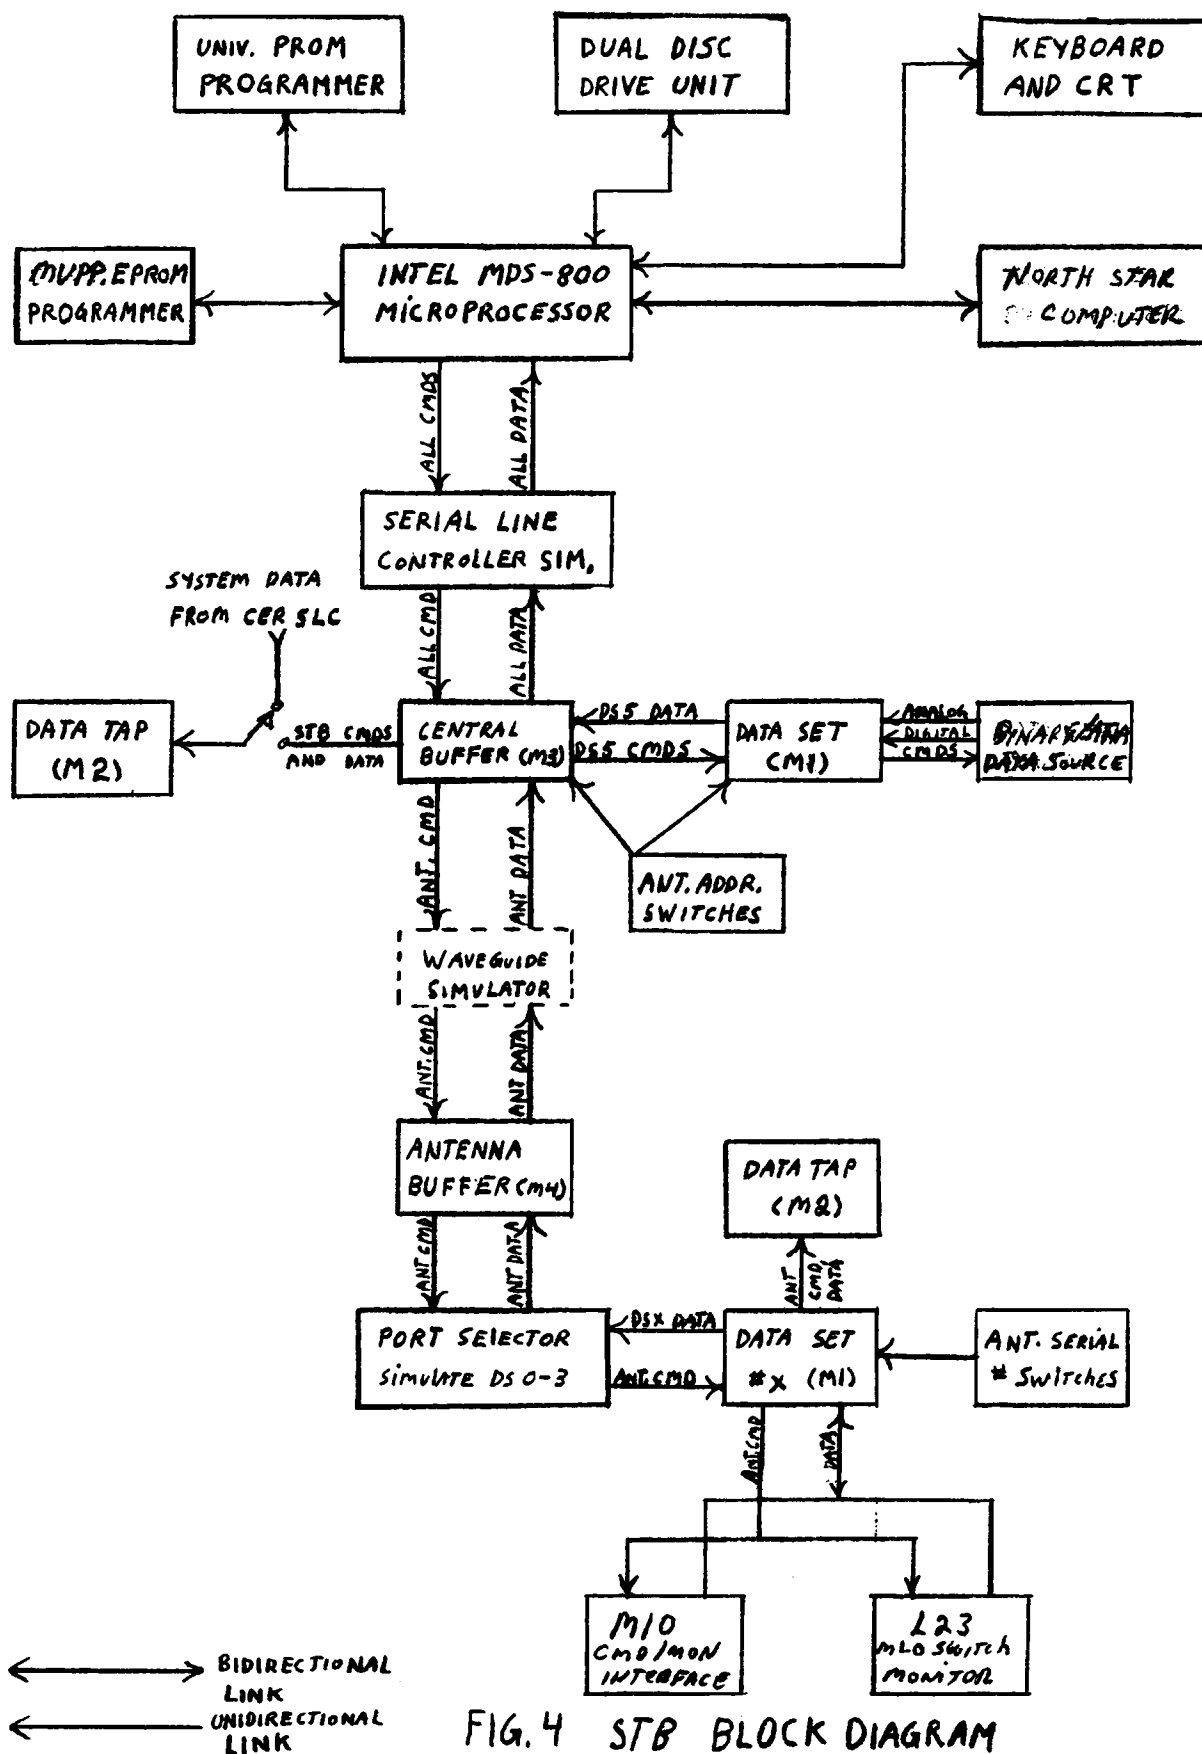 UNIV. PROM
PROGRAMMER
DUAL DISC
DRIVE UNIT
KEYBOARD
AND CRT
MUPP. EPROM
PROGRAMMER
INTEL MDS-800
MICROPROCESSOR
NORTH STAR
COMPUTER
ALL CMDS
ALL DATA
SERIAL LINE
CONTROLLER SIM.
SYSTEM DATA
FROM CER SLC
ALL CMD
ALL DATA
DATA TAP
(M2)
STB CMDS
AND DATA
CENTRAL
BUFFER (M3)
DS5 DATA
DS5 CMDS
DATA SET
(M1)
ANALOG
DIGITAL
CMDS
BINARY
DATA SOURCE
ANT. CMD
ANT DATA
ANT. ADDR.
SWITCHES
WAVEGUIDE
SIMULATOR
ANT. CMD
ANT DATA
ANTENNA
BUFFER (M4)
DATA TAP
(M2)
ANT CMD
ANT DATA
ANT
CMD,
DATA
PORT SELECTOR
SIMULATE DS 0-3
DSX DATA
ANT. CMD
DATA SET
#X (M1)
ANT. SERIAL
# SWITCHES
ANT. CMD
DATA
M10
CMD/MON
INTERFACE
L23
MLO SWITCH
MONITOR
BIDIRECTIONAL
LINK
UNIDIRECTIONAL
LINK
FIG. 4 STB BLOCK DIAGRAM